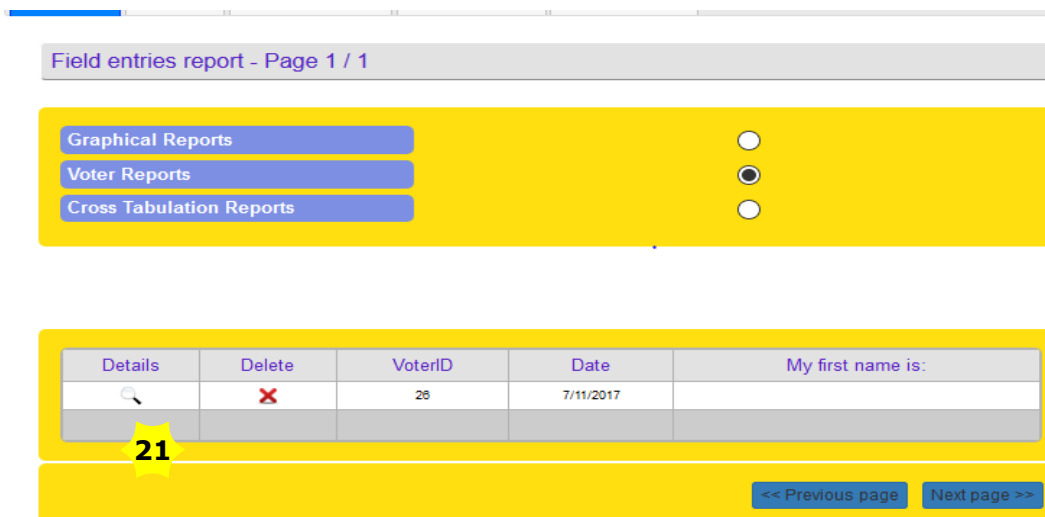 Field entries report - Page 1 / 1
Graphical Reports
Voter Reports
Cross Tabulation Reports
Details Delete VoterID Date My first name is:
26 7/11/2017
21
<< Previous page Next page >>